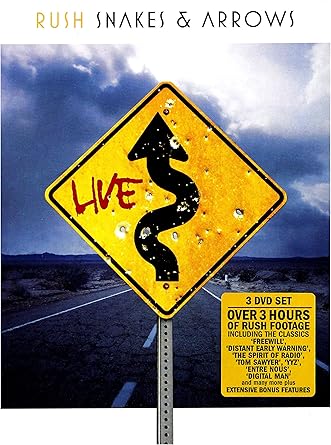 RUSH SNAKES & ARROWS
LIVE
3 DVD SET
OVER 3 HOURS
OF RUSH FOOTAGE
INCLUDING THE CLASSICS
'FREEWILL',
'DISTANT EARLY WARNING',
'THE SPIRIT OF RADIO',
'TOM SAWYER', 'YYZ',
'ENTRE NOUS',
'DIGITAL MAN'
and many more plus
EXTENSIVE BONUS FEATURES